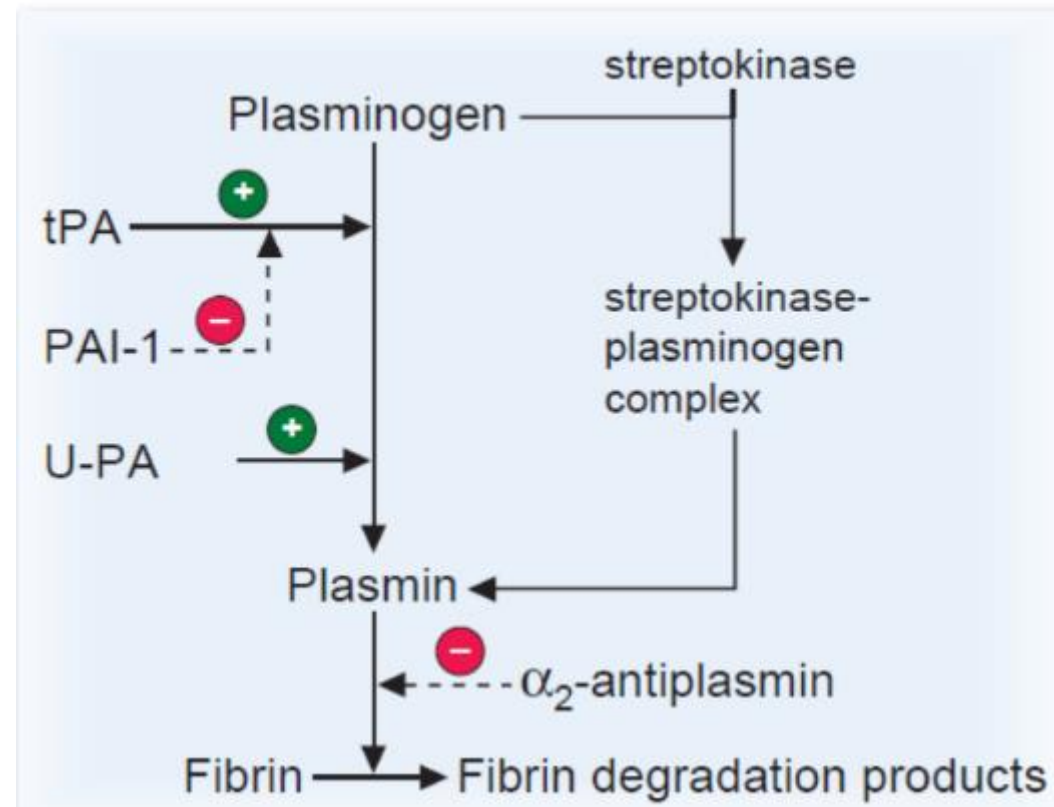 streptokinase
Plasminogen
+
tPA
−
PAI-1
streptokinase-
plasminogen
complex
+
U-PA
Plasmin
−
α₂-antiplasmin
Fibrin
Fibrin degradation products